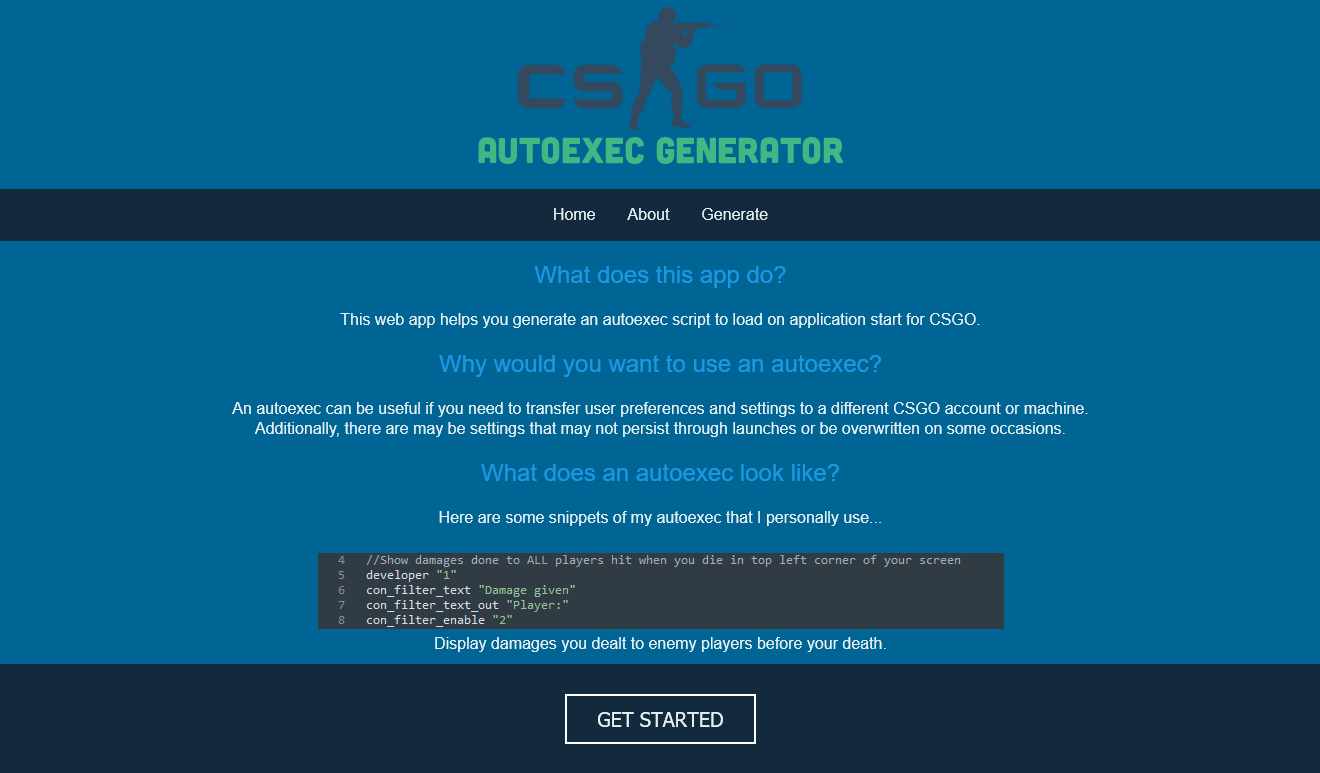 CS GO
AUTOEXEC GENERATOR
Home About Generate
What does this app do?
This web app helps you generate an autoexec script to load on application start for CSGO.
Why would you want to use an autoexec?
An autoexec can be useful if you need to transfer user preferences and settings to a different CSGO account or machine.
Additionally, there are may be settings that may not persist through launches or be overwritten on some occasions.
What does an autoexec look like?
Here are some snippets of my autoexec that I personally use...
4 //Show damages done to ALL players hit when you die in top left corner of your screen
5 developer "1"
6 con_filter_text "Damage given"
7 con_filter_text_out "Player:"
8 con_filter_enable "2"
Display damages you dealt to enemy players before your death.
GET STARTED